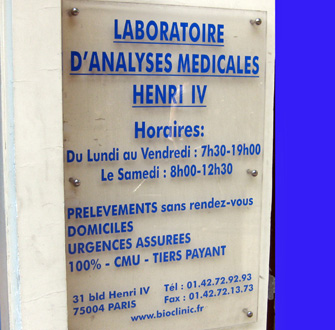 LABORATOIRE
D'ANALYSES MEDICALES
HENRI IV
Horaires:
Du Lundi au Vendredi : 7h30-19h00
Le Samedi : 8h00-12h30
PRELEVEMENTS sans rendez-vous
DOMICILES
URGENCES ASSUREES
100% - CMU - TIERS PAYANT
31 bld Henri IV
75004 PARIS
Tél : 01.42.72.92.93
Fax : 01.42.72.13.73
www.bioclinic.fr